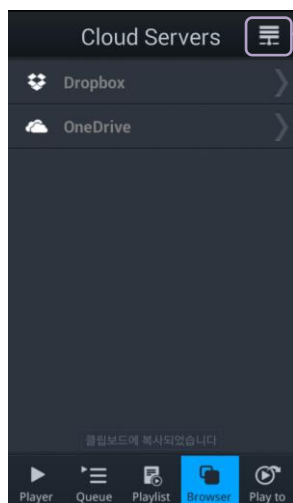 Cloud Servers
Dropbox
OneDrive
클립보드에 복사되었습니다
Player Queue Playlist Browser Play to